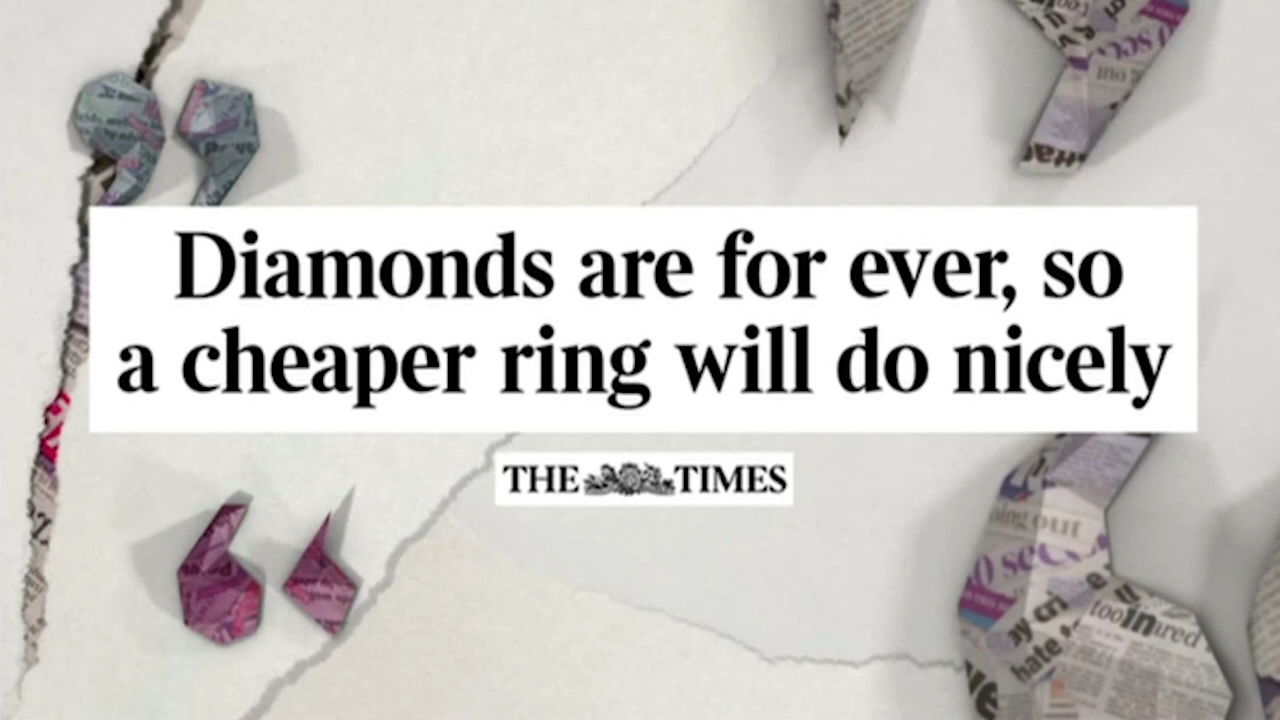 Diamonds are for ever, so
a cheaper ring will do nicely
THE TIMES